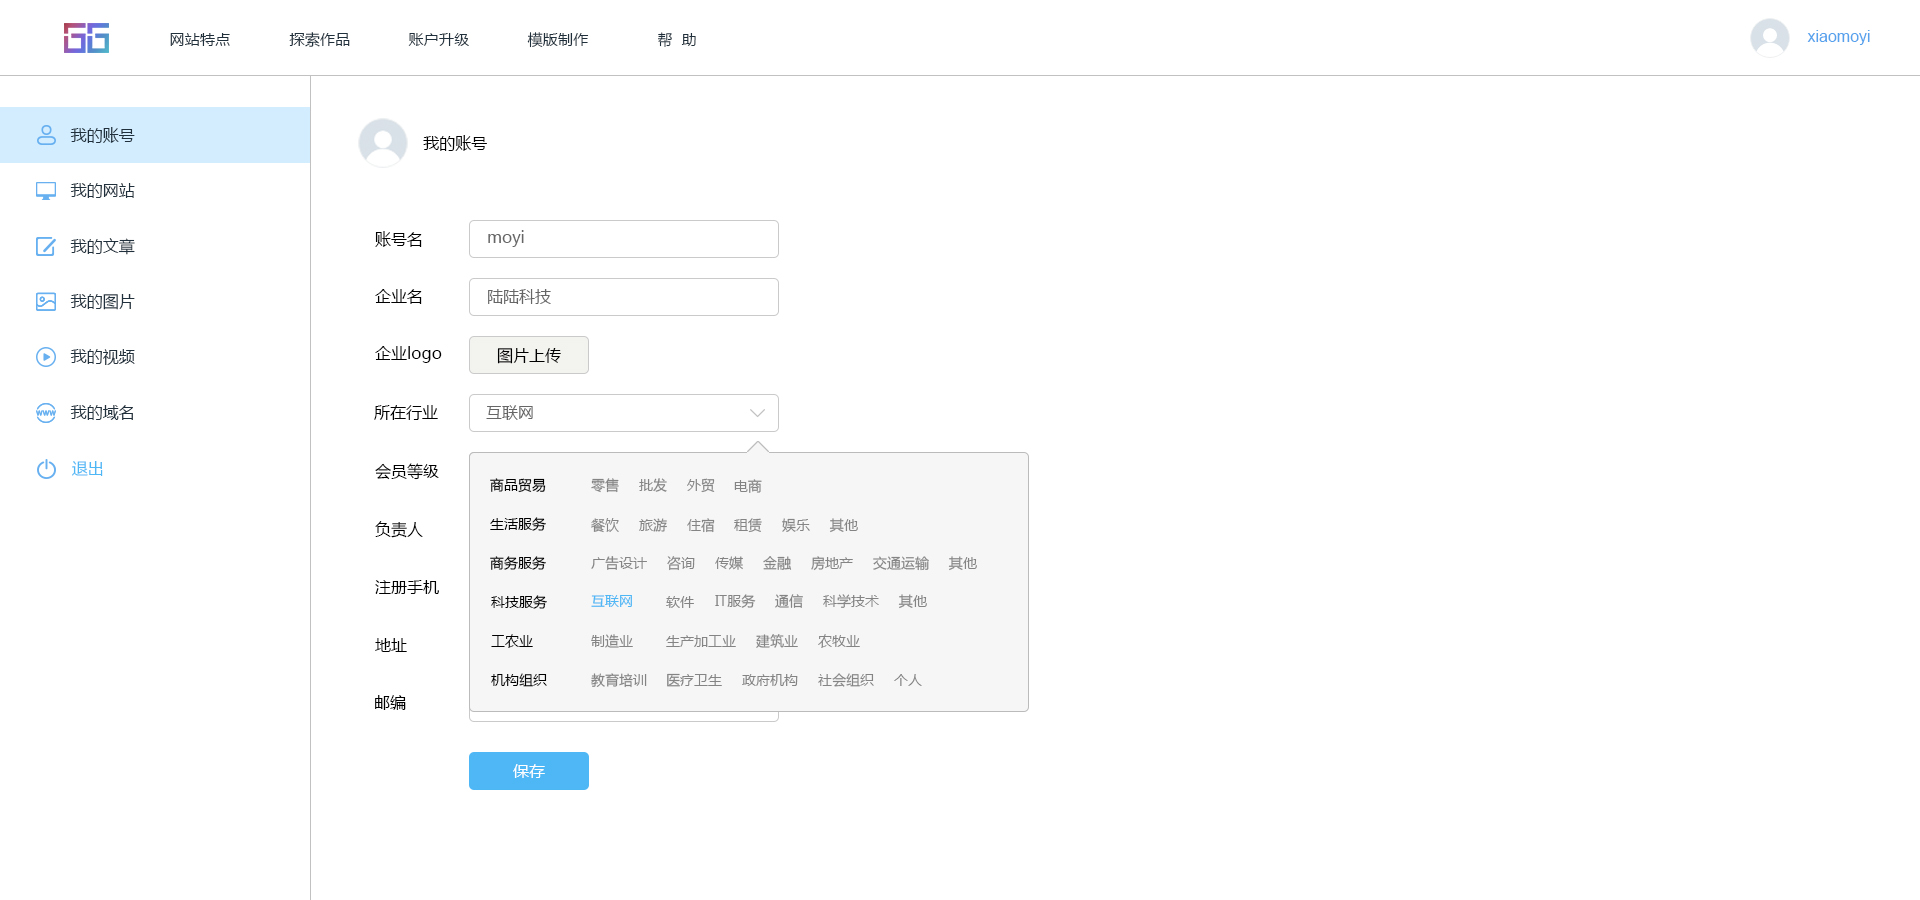 网站特点 探索作品 账户升级 模版制作 帮 助 xiaomoyi
我的账号
我的网站
我的文章
我的图片
我的视频
我的域名
退出
我的账号
账号名 moyi
企业名 陆陆科技
企业logo 图片上传
所在行业 互联网
会员等级
负责人
注册手机
地址
邮编
商品贸易 零售 批发 外贸 电商
生活服务 餐饮 旅游 住宿 租赁 娱乐 其他
商务服务 广告设计 咨询 传媒 金融 房地产 交通运输 其他
科技服务 互联网 软件 IT服务 通信 科学技术 其他
工农业 制造业 生产加工业 建筑业 农牧业
机构组织 教育培训 医疗卫生 政府机构 社会组织 个人
保存